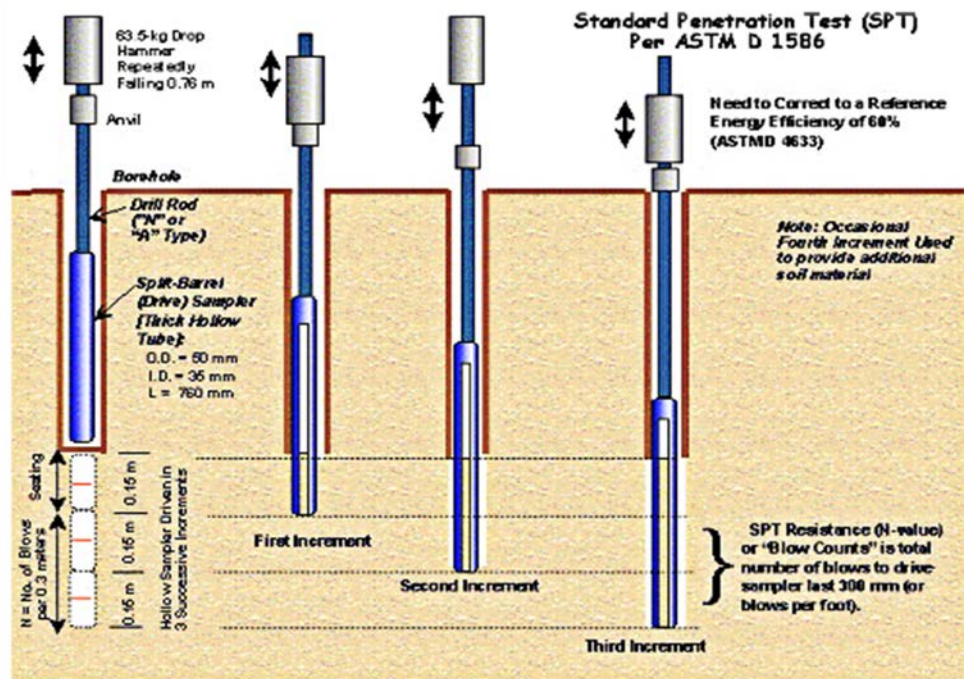 Standard Penetration Test (SPT)
Per ASTM D 1586
63.5-kg Drop
Hammer
Repeatedly
Falling 0.76 m
Anvil
Need to Correct to a Reference
Energy Efficiency of 60%
(ASTMD 4633)
Borehole
Drill Rod
("N" or
"A" Type)
Split-Barrel
(Drive) Sampler
[Thick Hollow
Tube]:
O.D. = 50 mm
I.D. = 35 mm
L = 760 mm
Note: Occasional
Fourth Increment Used
to provide additional
soil material
Seating
0.15 m
N = No. of Blows
per 0.3 meters
0.15 m
0.15 m
Hollow Sampler Driven in
3 Successive Increments
First Increment
Second Increment
Third Increment
SPT Resistance (N-value)
or "Blow Counts" is total
number of blows to drive
sampler last 300 mm (or
blows per foot).